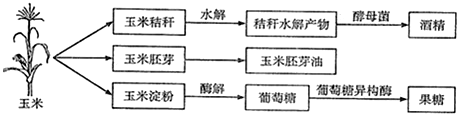 玉米秸秆 水解 秸秆水解产物 酵母菌 酒精
玉米胚芽 玉米胚芽油
玉米淀粉 酶解 葡萄糖 葡萄糖异构酶 果糖
玉米